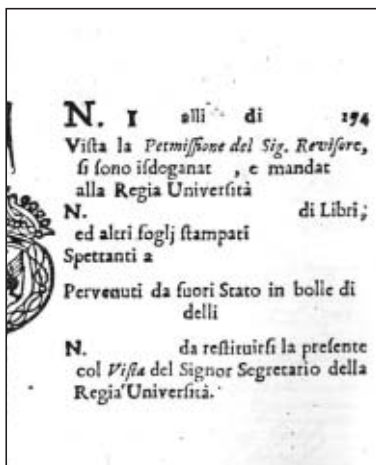 N. I alli di 174
Viſta la Permiſſione del Sig. Reviſore,
ſi ſono iſdoganat , e mandat
alla Regia Univerſità
N. di Libri,
ed altri foglj ſtampati
Spettanti a
Pervenuti da fuori Stato in bolle di
delli
N. da reſtituirſi la preſente
col Viſta del Signor Segretario della
Regia Univerſità.